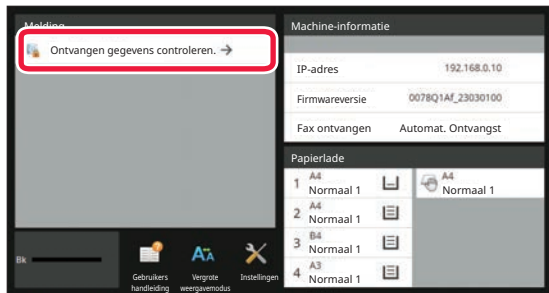 Melding
Ontvangen gegevens controleren.
Machine-informatie
IP-adres 192.168.0.10
Firmwareversie 0078Q1Af_23030100
Fax ontvangen Automat. Ontvangst
Papierlade
1 A4
Normaal 1
A4
Normaal 1
2 A4
Normaal 1
3 B4
Normaal 1
4 A3
Normaal 1
Bk
Gebruikers
handleiding
Vergrote
weergavemodus
Instellingen